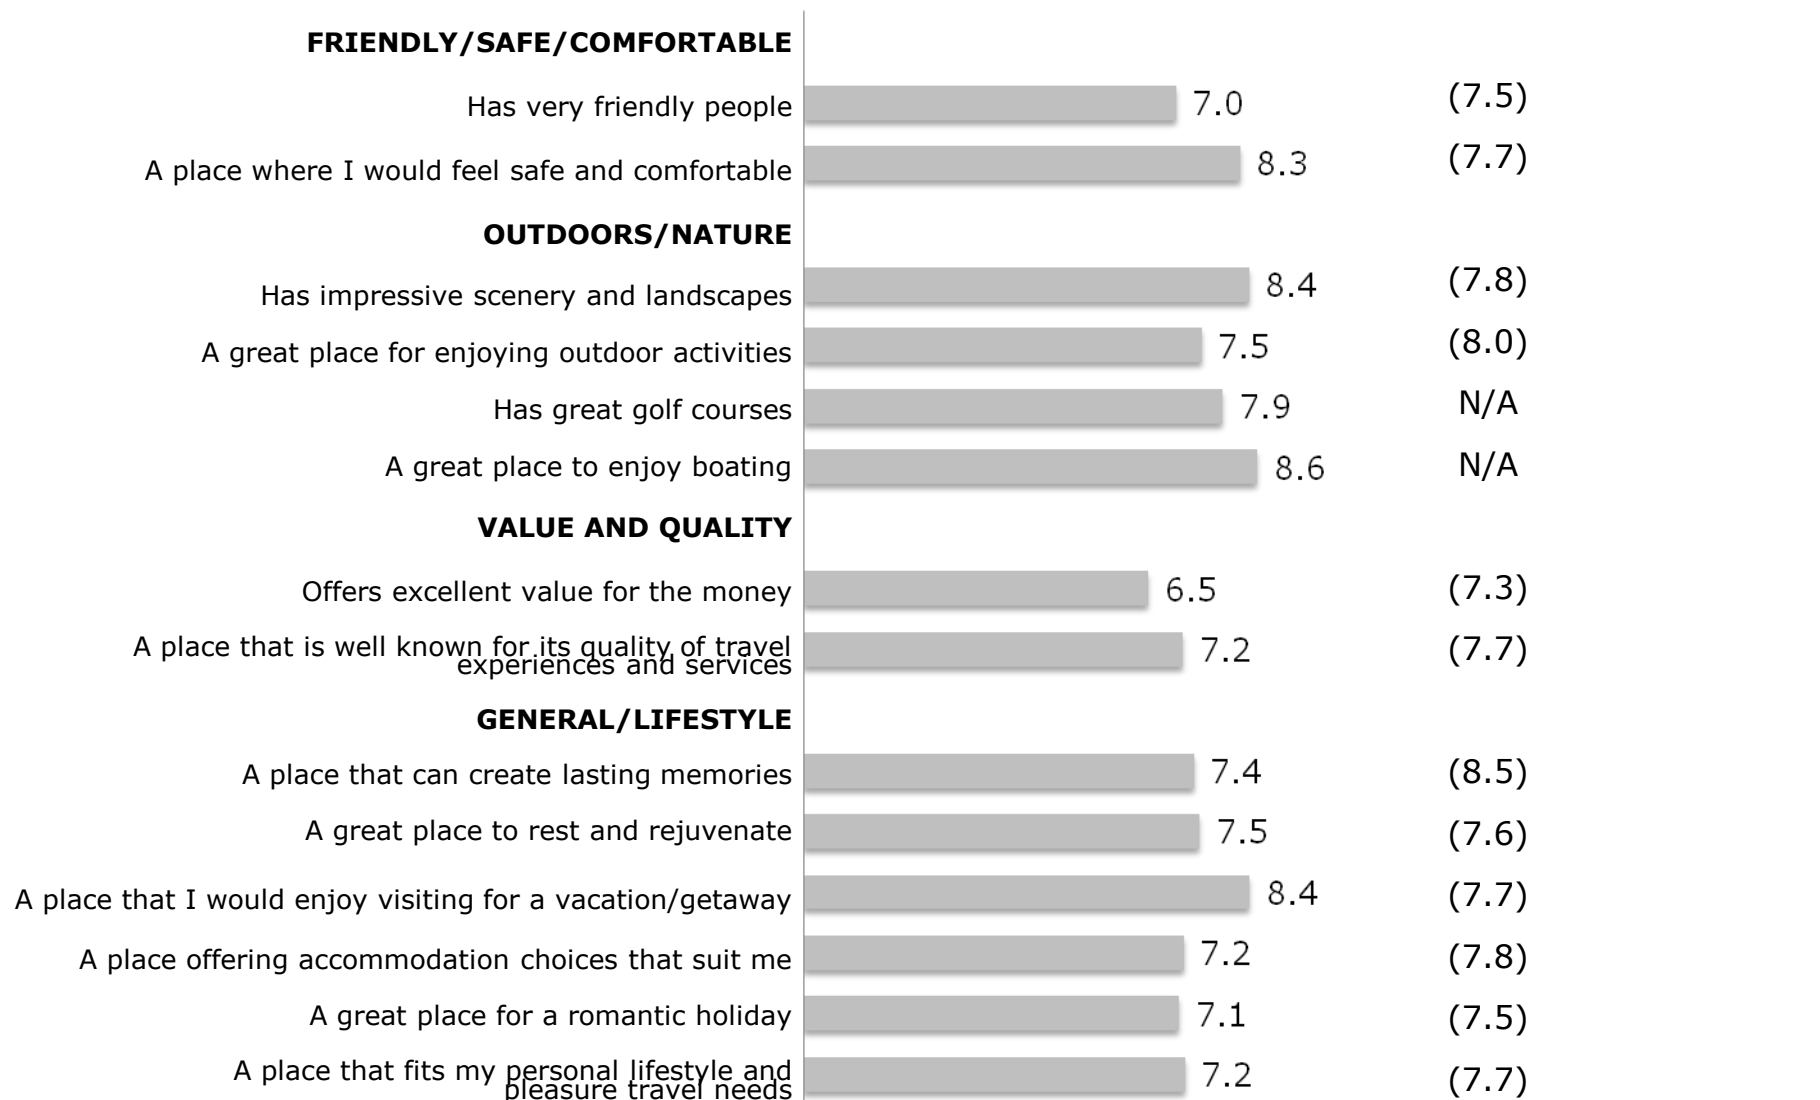 FRIENDLY/SAFE/COMFORTABLE
Has very friendly people 7.0 (7.5)
A place where I would feel safe and comfortable 8.3 (7.7)
OUTDOORS/NATURE
Has impressive scenery and landscapes 8.4 (7.8)
A great place for enjoying outdoor activities 7.5 (8.0)
Has great golf courses 7.9 N/A
A great place to enjoy boating 8.6 N/A
VALUE AND QUALITY
Offers excellent value for the money 6.5 (7.3)
A place that is well known for its quality of travel
experiences and services 7.2 (7.7)
GENERAL/LIFESTYLE
A place that can create lasting memories 7.4 (8.5)
A great place to rest and rejuvenate 7.5 (7.6)
A place that I would enjoy visiting for a vacation/getaway 8.4 (7.7)
A place offering accommodation choices that suit me 7.2 (7.8)
A great place for a romantic holiday 7.1 (7.5)
A place that fits my personal lifestyle and
pleasure travel needs 7.2 (7.7)